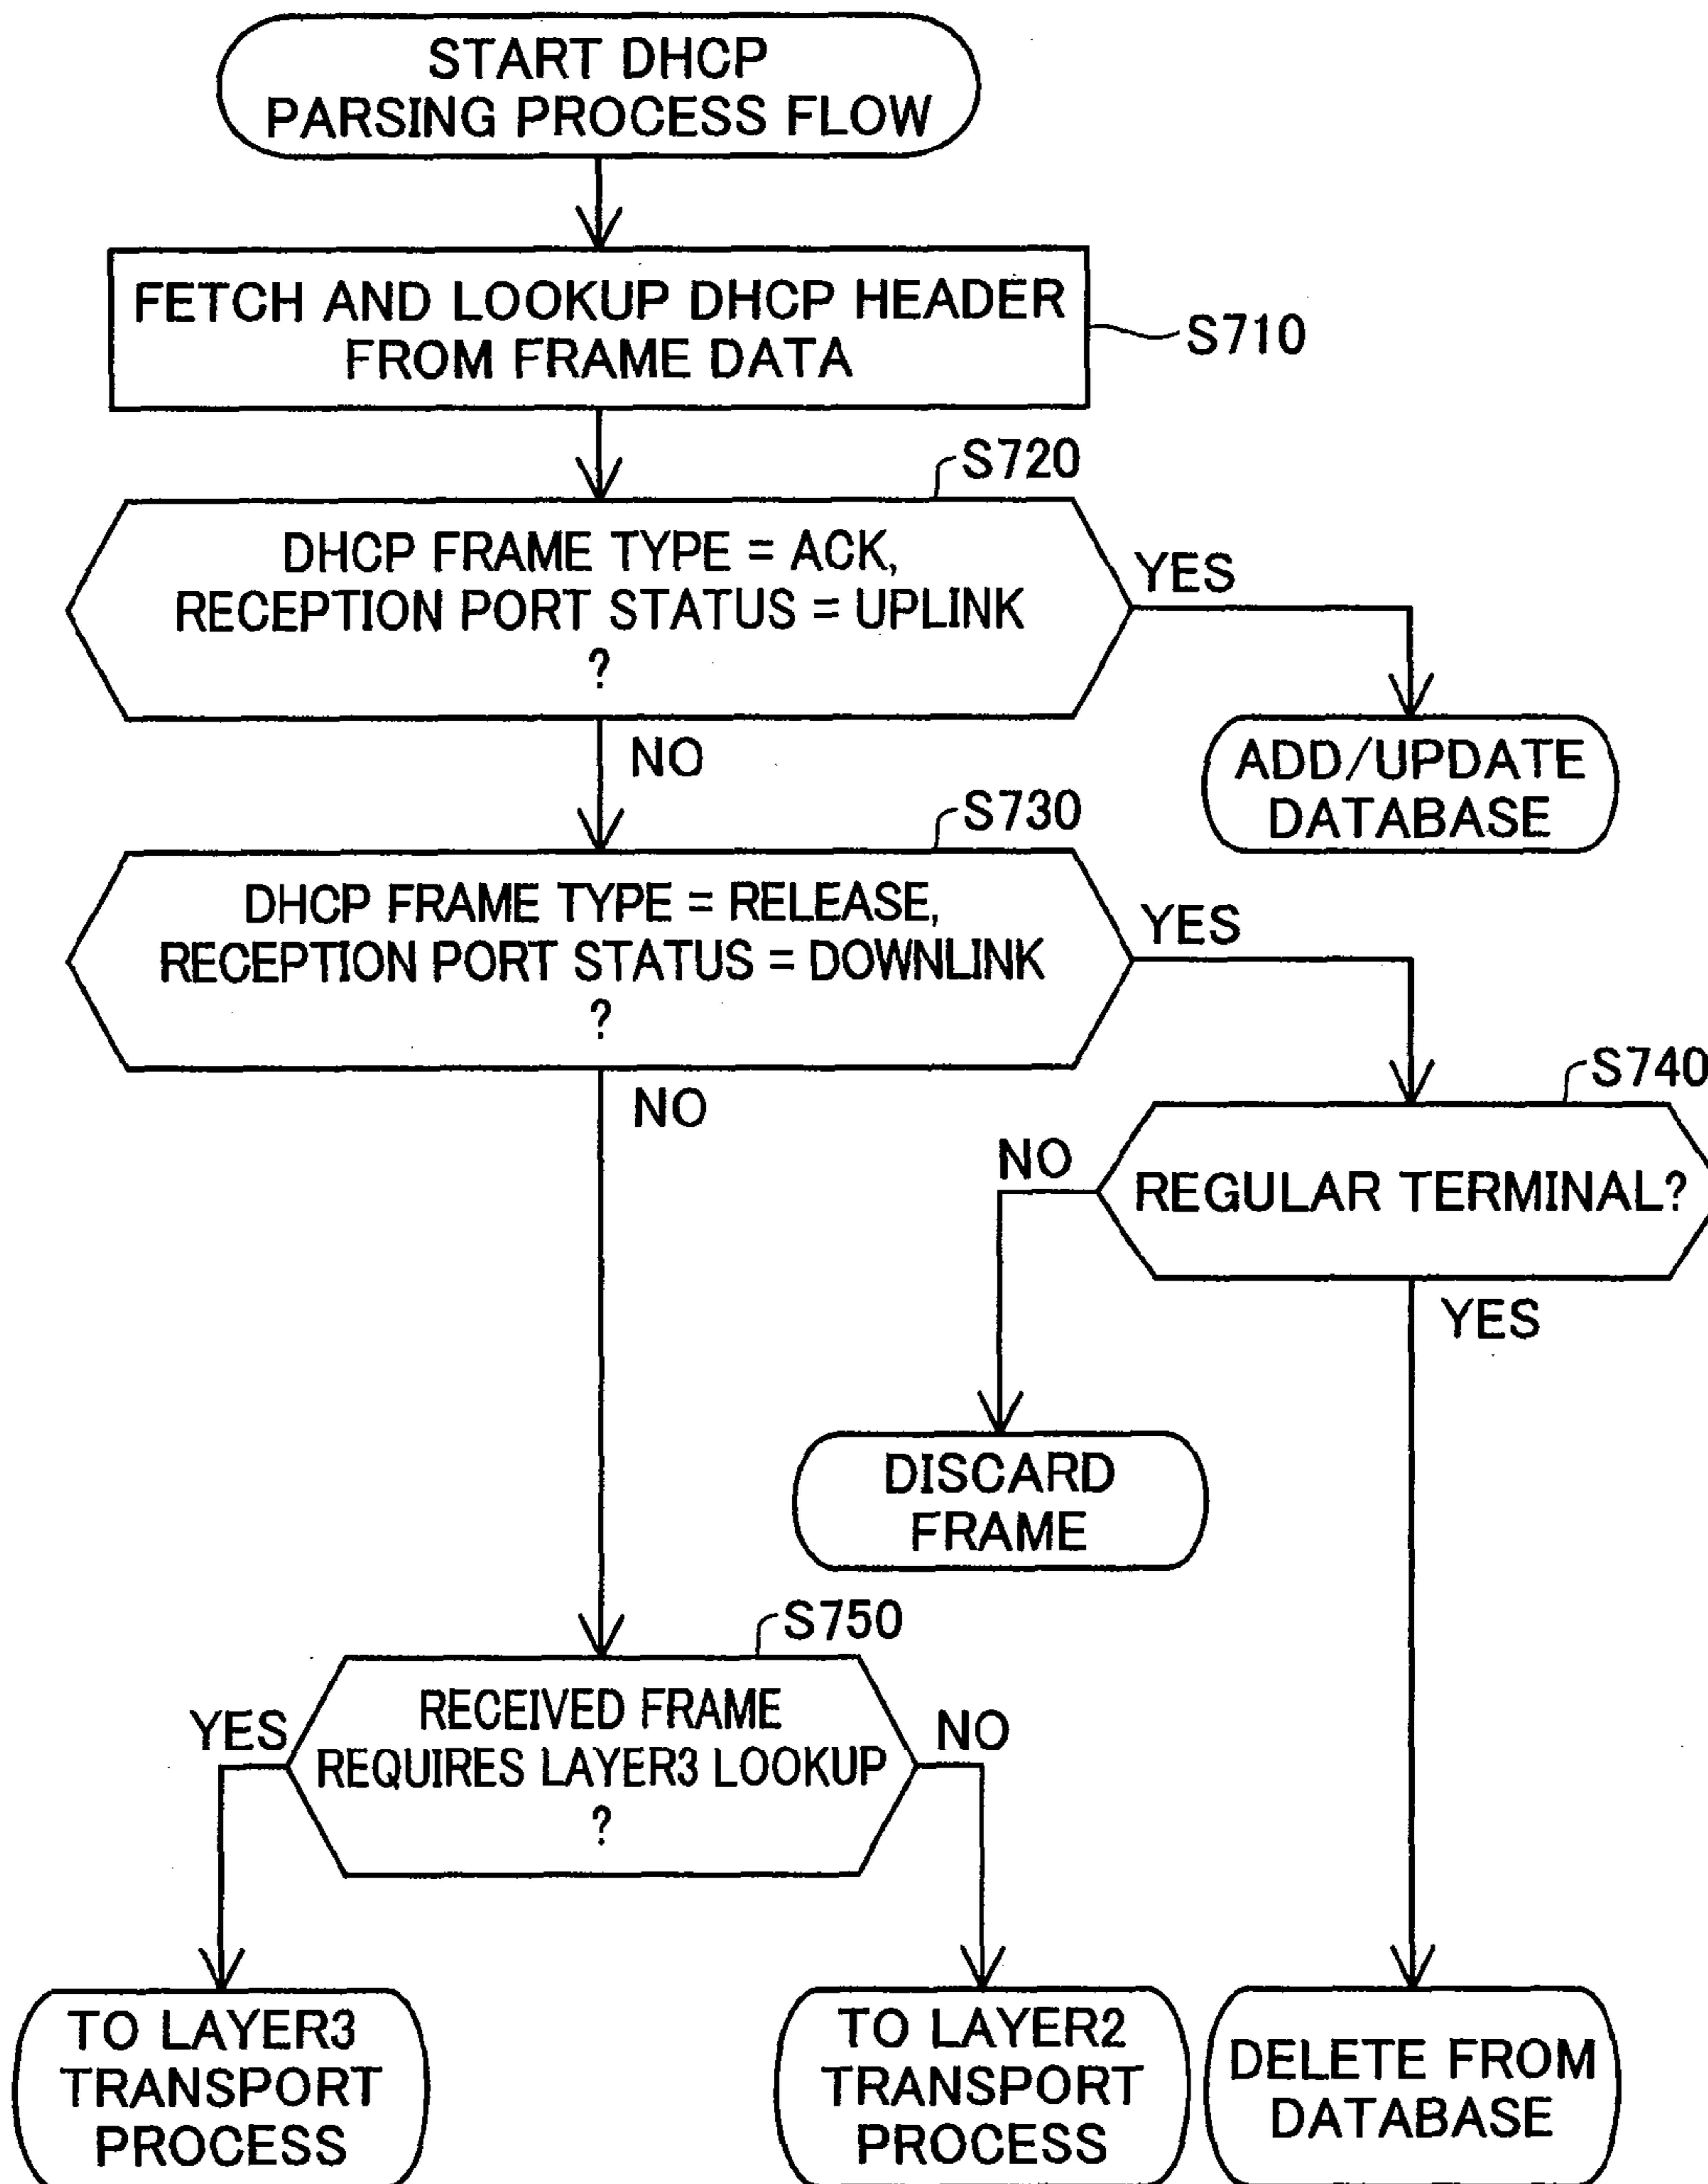 START DHCP
PARSING PROCESS FLOW
FETCH AND LOOKUP DHCP HEADER
FROM FRAME DATA
S710
S720
DHCP FRAME TYPE = ACK,
RECEPTION PORT STATUS = UPLINK
?
YES
NO
ADD/UPDATE
DATABASE
S730
DHCP FRAME TYPE = RELEASE,
RECEPTION PORT STATUS = DOWNLINK
?
YES
NO
S740
REGULAR TERMINAL?
NO
YES
DISCARD
FRAME
S750
RECEIVED FRAME
REQUIRES LAYER3 LOOKUP
?
YES
NO
TO LAYER3
TRANSPORT
PROCESS
TO LAYER2
TRANSPORT
PROCESS
DELETE FROM
DATABASE